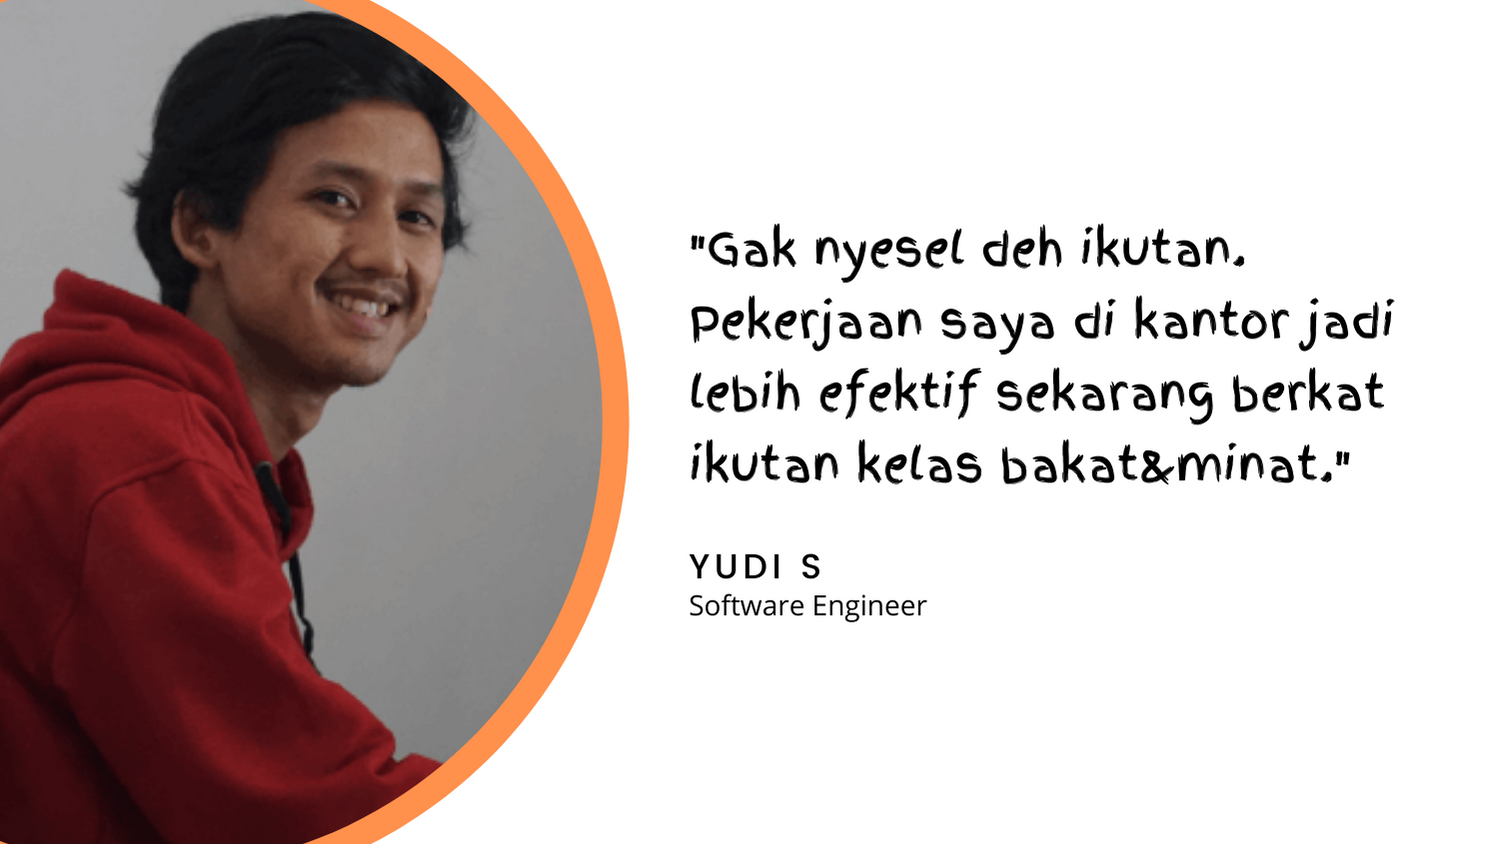 "Gak nyesel deh ikutan.
Pekerjaan saya di kantor jadi
lebih efektif sekarang berkat
ikutan kelas bakat&minat."
YUDI S
Software Engineer